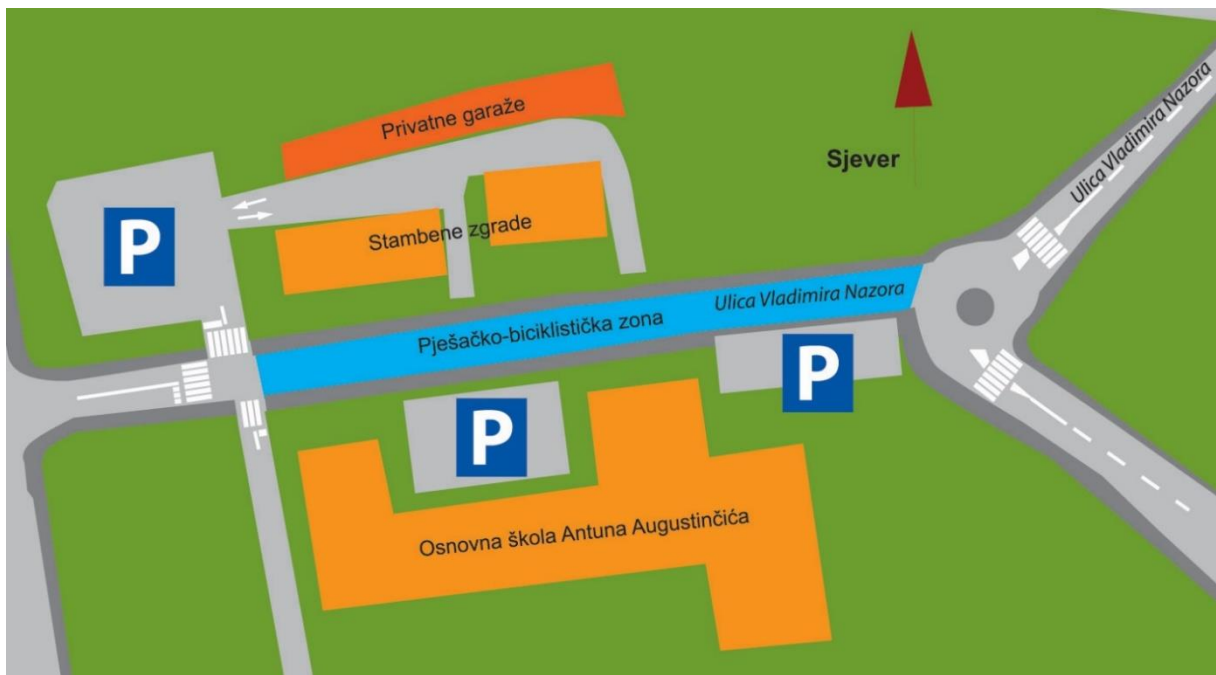 Ulica Vladimira Nazora
Privatne garaže
Sjever
P
Stambene zgrade
Ulica Vladimira Nazora
Pješačko-biciklistička zona
P
P
Osnovna škola Antuna Augustinčića